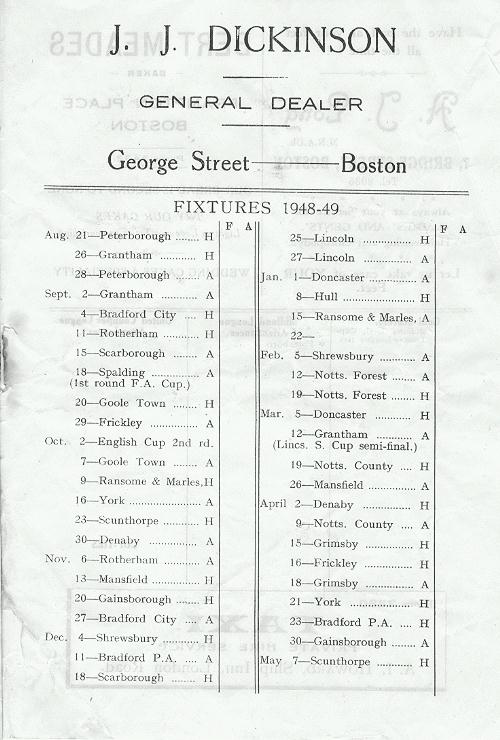 J. J. DICKINSON
GENERAL DEALER
George Street — Boston
FIXTURES 1948-49
F A
Aug. 21—Peterborough ........ H
26—Grantham .............. H
28—Peterborough ........ A
Sept. 2—Grantham ............ A
4—Bradford City .... H
11—Rotherham ............ H
15—Scarborough ........ A
18—Spalding ................ A
(1st round F.A. Cup.)
20—Goole Town ........ H
29—Frickley .............. A
Oct. 2—English Cup 2nd rd.
7—Goole Town ........ A
9—Ransome & Marles, H
16—York ........................ A
23—Scunthorpe ............ H
30—Denaby ................ A
Nov. 6—Rotherham ............ A
13—Mansfield .............. H
20—Gainsborough ........ H
27—Bradford City .... A
Dec. 4—Shrewsbury ............ H
11—Bradford P.A. .... A
18—Scarborough ........ H
F A
25—Lincoln ................ H
27—Lincoln ................ A
Jan. 1—Doncaster .............. A
8—Hull ...................... H
15—Ransome & Marles, A
22—
Feb. 5—Shrewsbury ............ A
12—Notts. Forest ........ A
19—Notts. Forest ........ H
Mar. 5—Doncaster .............. H
12—Grantham .............. A
(Lincs. S. Cup semi-final.)
19—Notts. County .... H
26—Mansfield .............. A
April 2—Denaby .................. H
9—Notts. County .... A
15—Grimsby ................ H
16—Frickley ................ H
18—Grimsby ................ A
21—York ........................ H
23—Bradford P.A. .... H
30—Gainsborough ........ A
May 7—Scunthorpe ............ H